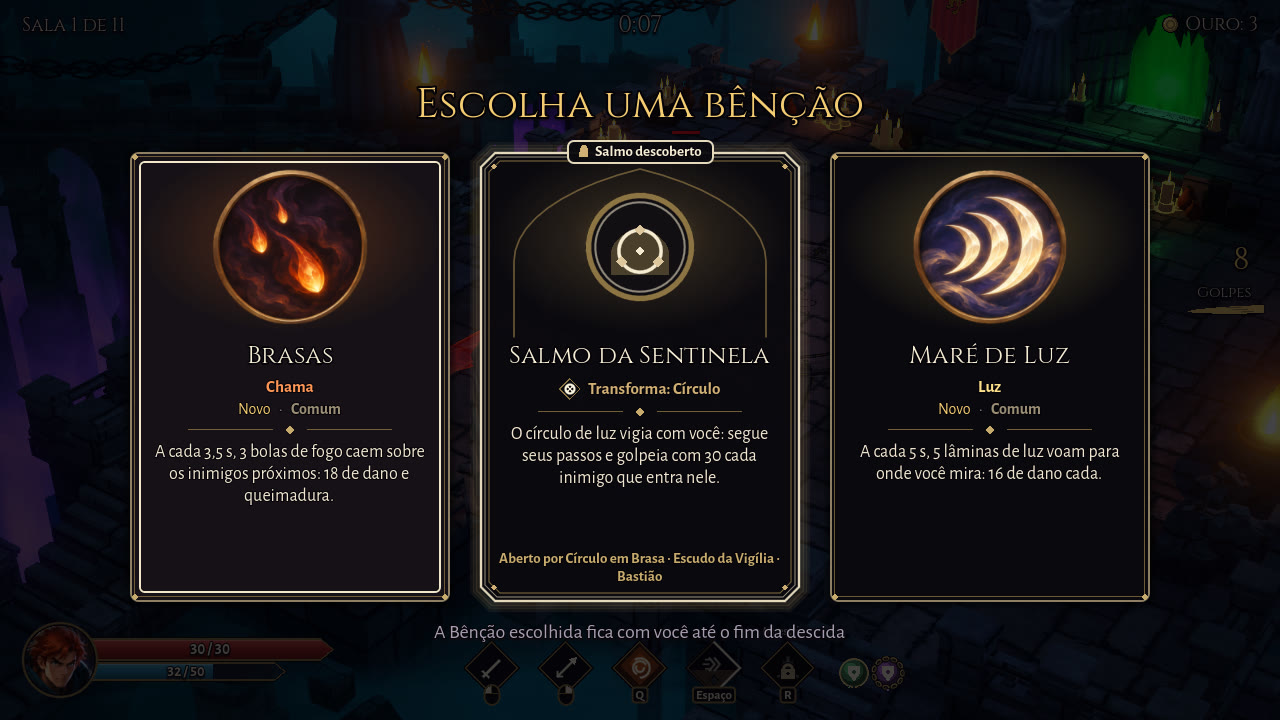 Sala 1 de 11
0:07
Ouro: 3
Escolha uma bênção
Salmo descoberto
Brasas
Chama
Novo · Comum
A cada 3,5 s, 3 bolas de fogo caem sobre
os inimigos próximos: 18 de dano e
queimadura.
Salmo da Sentinela
Transforma: Círculo
O círculo de luz vigia com você: segue
seus passos e golpeia com 30 cada
inimigo que entra nele.
Aberto por Círculo em Brasa · Escudo da Vigília ·
Bastião
Maré de Luz
Luz
Novo · Comum
A cada 5 s, 5 lâminas de luz voam para
onde você mira: 16 de dano cada.
8
Golpes
A Bênção escolhida fica com você até o fim da descida
30/30
32/50
Q
Espaço
R